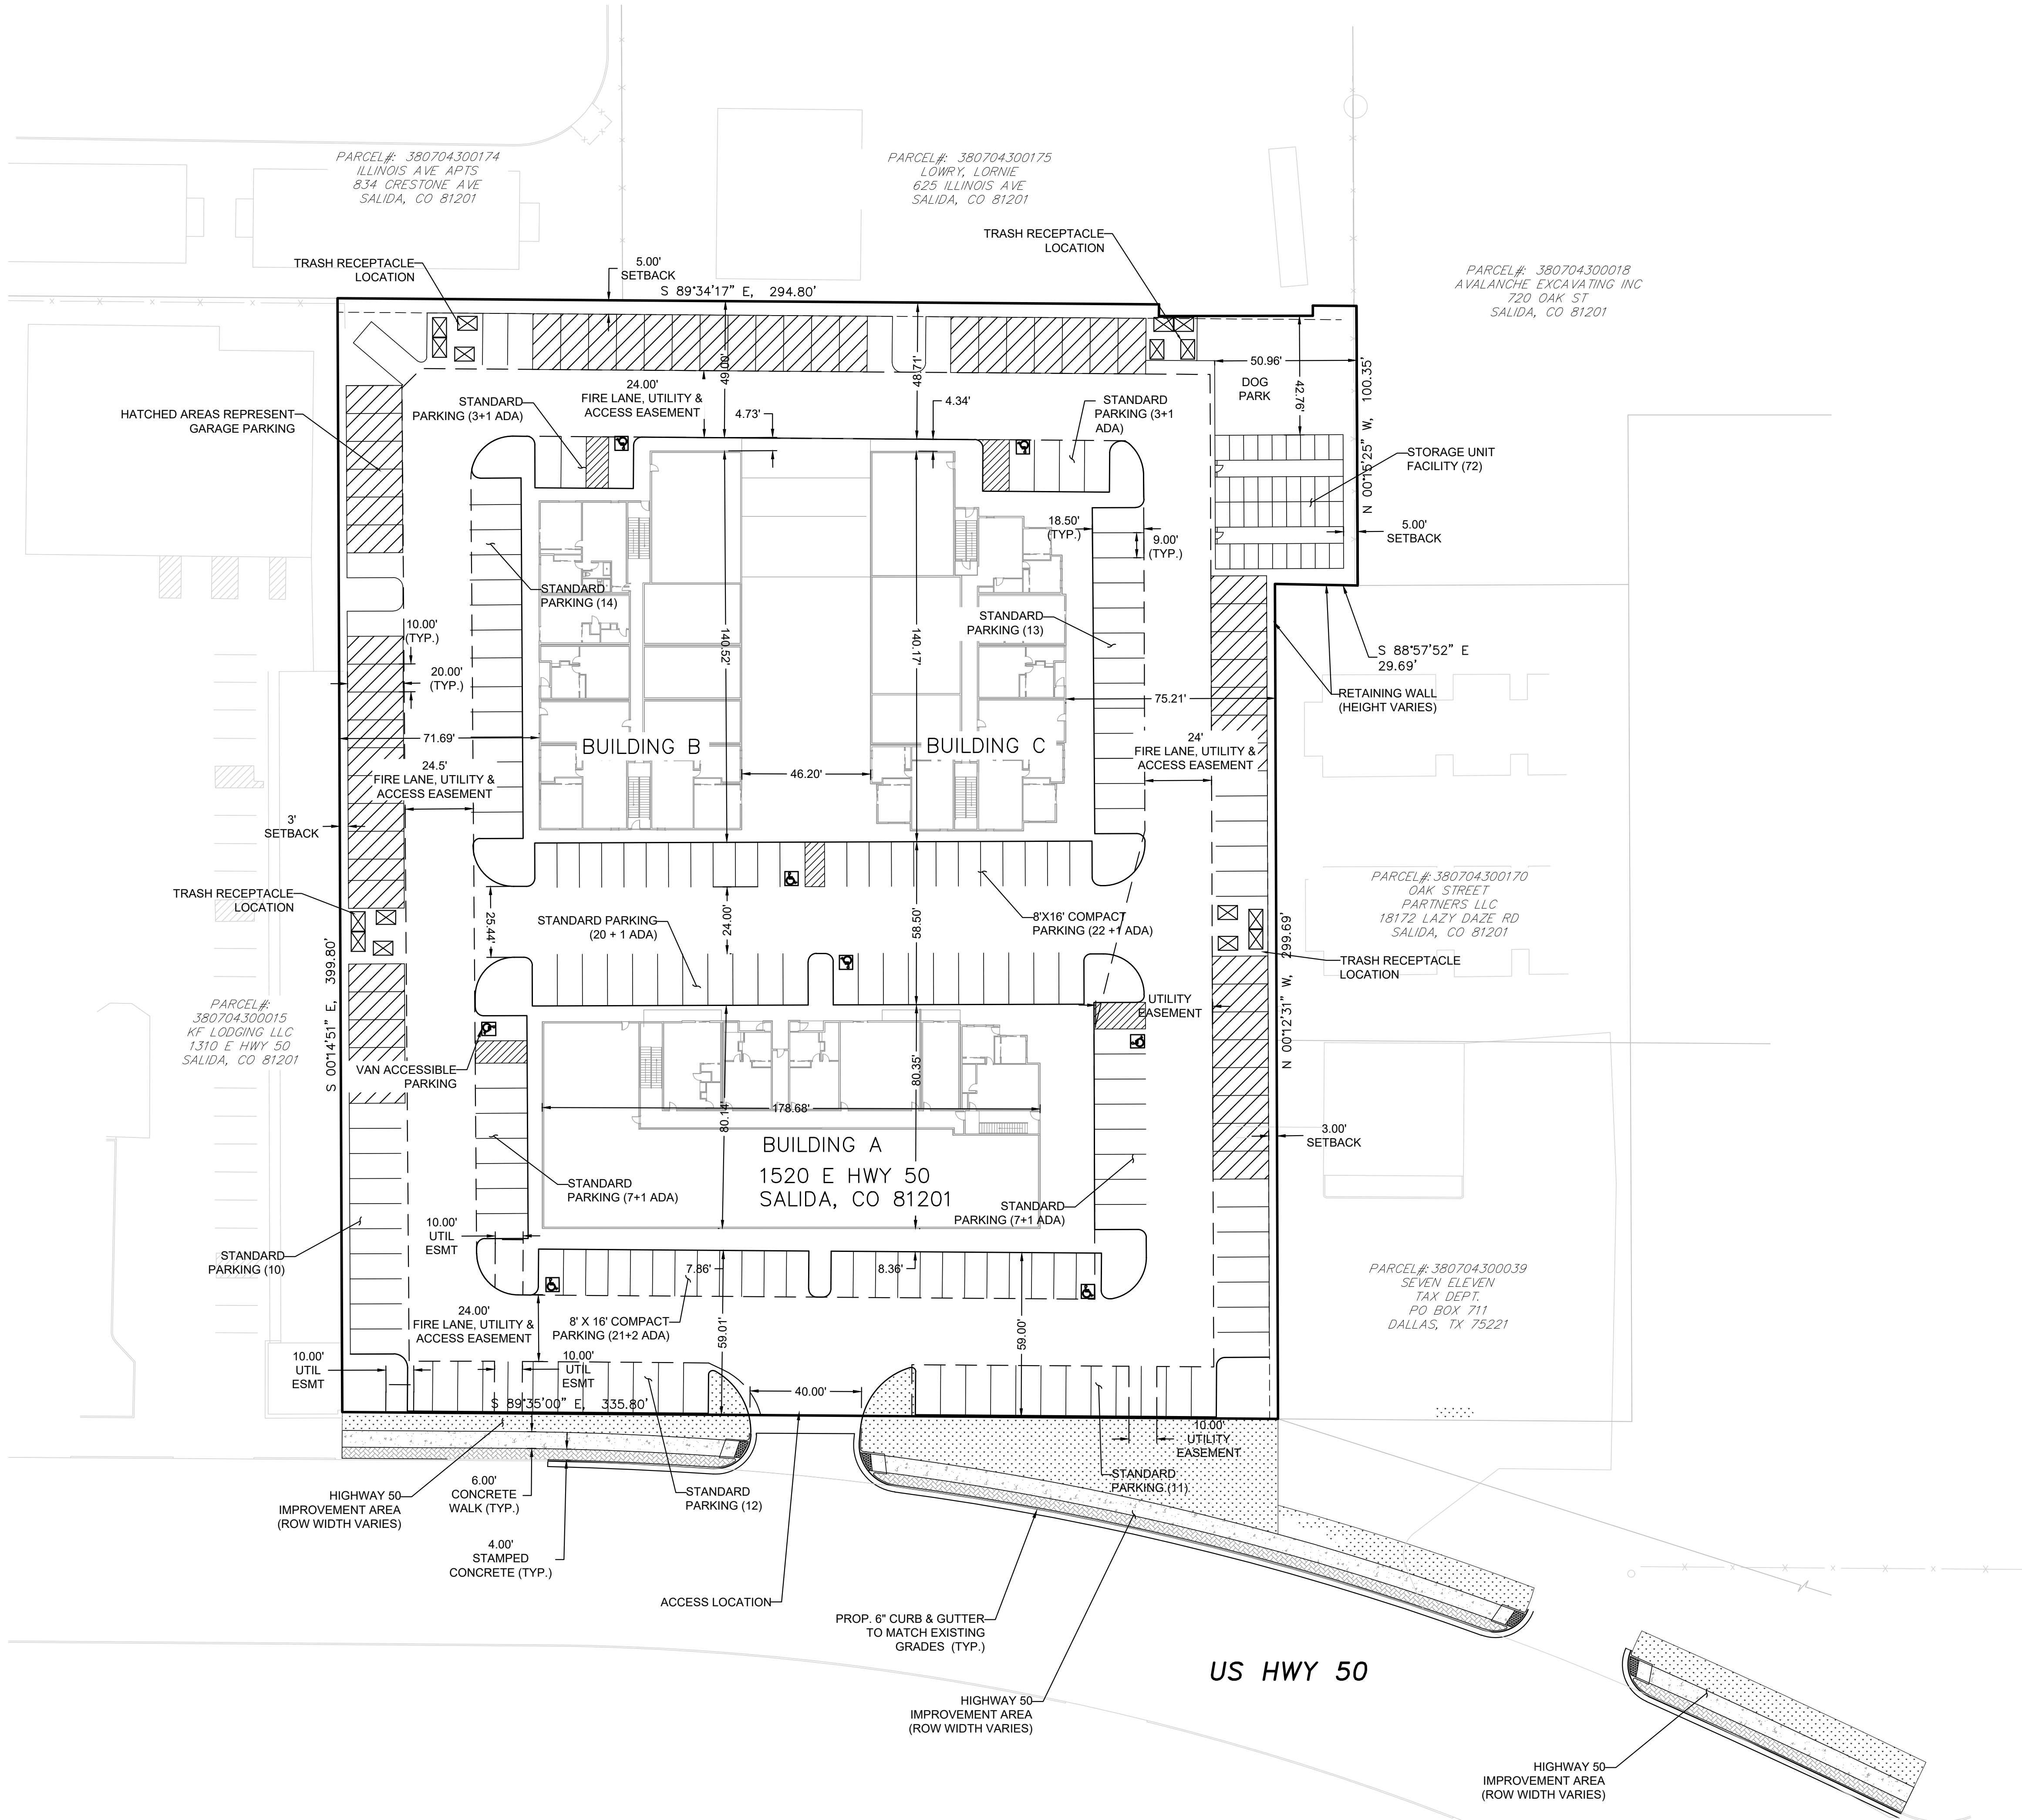 PARCEL#: 380704300174
ILLINOIS AVE APTS
834 CRESTONE AVE
SALIDA, CO 81201
PARCEL#: 380704300175
LOWRY, LORNIE
625 ILLINOIS AVE
SALIDA, CO 81201
TRASH RECEPTACLE
LOCATION
TRASH RECEPTACLE
LOCATION
5.00'
SETBACK
S 89°34'17" E, 294.80'
PARCEL#: 380704300018
AVALANCHE EXCAVATING INC
720 OAK ST
SALIDA, CO 81201
49.00'
48.71'
50.96'
DOG
PARK
42.76'
N 00°15'25" W, 100.35'
24.00'
FIRE LANE, UTILITY &
ACCESS EASEMENT
STANDARD
PARKING (3+1 ADA)
4.73'
4.34'
STANDARD
PARKING (3+1
ADA)
HATCHED AREAS REPRESENT
GARAGE PARKING
STORAGE UNIT
FACILITY (72)
18.50'
(TYP.)
9.00'
(TYP.)
5.00'
SETBACK
STANDARD
PARKING (14)
STANDARD
PARKING (13)
10.00'
(TYP.)
20.00'
(TYP.)
140.52'
140.17'
S 88°57'52" E
29.69'
RETAINING WALL
(HEIGHT VARIES)
75.21'
71.69'
BUILDING B
BUILDING C
46.20'
24.5'
FIRE LANE, UTILITY &
ACCESS EASEMENT
24'
FIRE LANE, UTILITY &
ACCESS EASEMENT
3'
SETBACK
TRASH RECEPTACLE
LOCATION
25.44'
STANDARD PARKING
(20 + 1 ADA)
24.00'
58.50'
8'X16' COMPACT
PARKING (22 +1 ADA)
PARCEL#: 380704300170
OAK STREET
PARTNERS LLC
18172 LAZY DAZE RD
SALIDA, CO 81201
TRASH RECEPTACLE
LOCATION
S 00°14'51" E, 399.80'
N 00°12'31" W, 299.69'
UTILITY
EASEMENT
PARCEL#:
380704300015
KF LODGING LLC
1310 E HWY 50
SALIDA, CO 81201
VAN ACCESSIBLE
PARKING
80.14'
80.35'
178.68'
BUILDING A
1520 E HWY 50
SALIDA, CO 81201
3.00'
SETBACK
STANDARD
PARKING (7+1 ADA)
STANDARD
PARKING (7+1 ADA)
10.00'
UTIL
ESMT
STANDARD
PARKING (10)
7.86'
8.36'
PARCEL#: 380704300039
SEVEN ELEVEN
TAX DEPT.
PO BOX 711
DALLAS, TX 75221
24.00'
FIRE LANE, UTILITY &
ACCESS EASEMENT
8' X 16' COMPACT
PARKING (21+2 ADA)
59.01'
59.00'
10.00'
UTIL
ESMT
10.00'
UTIL
ESMT
40.00'
S 89°35'00" E, 335.80'
10.00'
UTILITY
EASEMENT
STANDARD
PARKING (11)
HIGHWAY 50
IMPROVEMENT AREA
(ROW WIDTH VARIES)
6.00'
CONCRETE
WALK (TYP.)
STANDARD
PARKING (12)
4.00'
STAMPED
CONCRETE (TYP.)
ACCESS LOCATION
PROP. 6" CURB & GUTTER
TO MATCH EXISTING
GRADES (TYP.)
US HWY 50
HIGHWAY 50
IMPROVEMENT AREA
(ROW WIDTH VARIES)
HIGHWAY 50
IMPROVEMENT AREA
(ROW WIDTH VARIES)